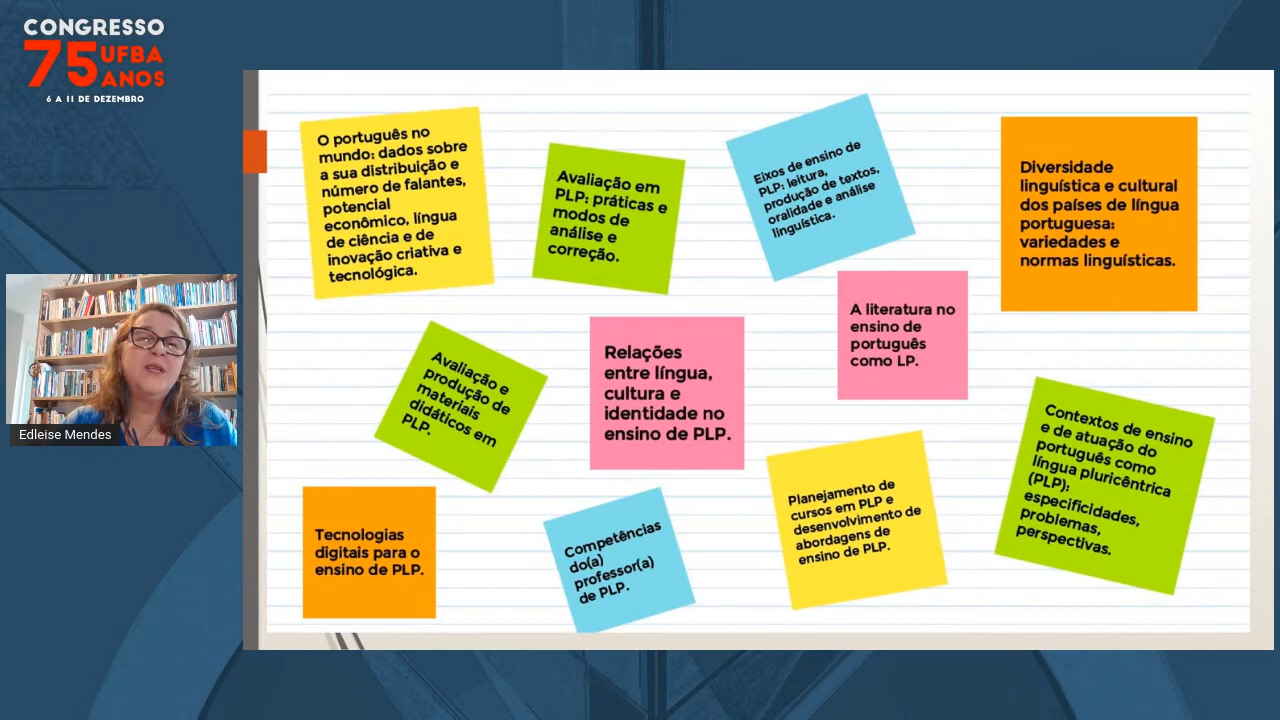 CONGRESSO
75 UFBA
ANOS
6 A 11 DE DEZEMBRO
O português no
mundo: dados sobre
a sua distribuição e
número de falantes,
potencial
econômico, língua
de ciência e de
inovação criativa e
tecnológica.
Avaliação em
PLP: práticas e
modos de
análise e
correção.
Eixos de ensino de
PLP: leitura,
produção de textos,
oralidade e análise
linguística.
Diversidade
linguística e cultural
dos países de língua
portuguesa:
variedades e
normas linguísticas.
Avaliação e
produção de
materiais
didáticos em
PLP.
Relações
entre língua,
cultura e
identidade no
ensino de PLP.
A literatura no
ensino de
português
como LP.
Contextos de ensino
e de atuação do
português como
língua pluricêntrica
(PLP):
especificidades,
problemas,
perspectivas.
Tecnologias
digitais para o
ensino de PLP.
Competências
do(a)
professor(a)
de PLP.
Planejamento de
cursos em PLP e
desenvolvimento de
abordagens de
ensino de PLP.
Edleise Mendes